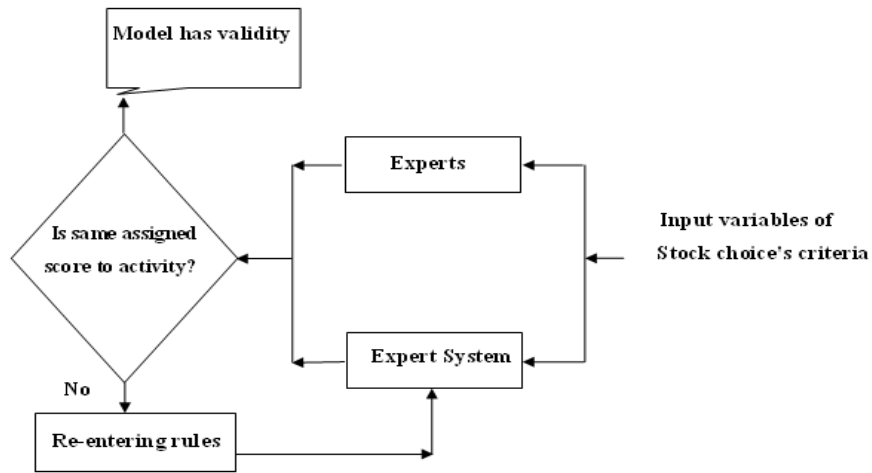 Model has validity
Experts
Is same assigned
score to activity?
Input variables of
Stock choice's criteria
Expert System
No
Re-entering rules